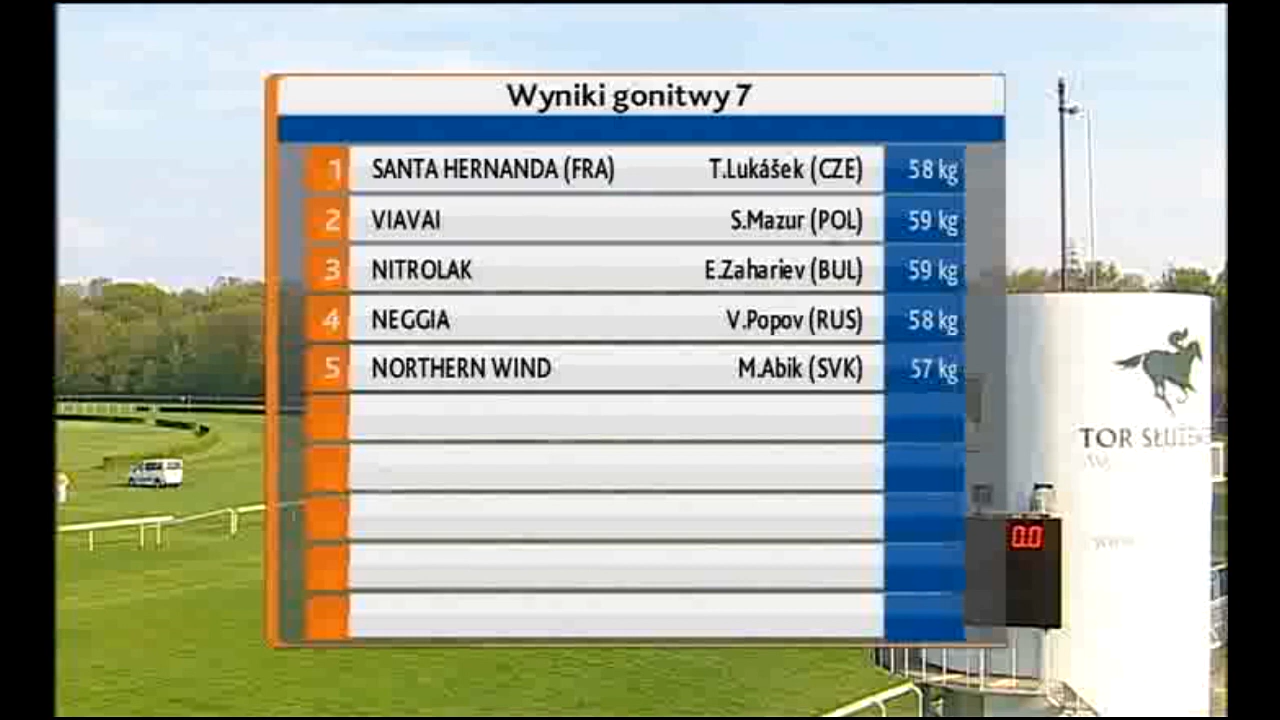 Wyniki gonitwy 7
1 SANTA HERNANDA (FRA) T.Lukášek (CZE) 58 kg
2 VIAVAI S.Mazur (POL) 59 kg
3 NITROLAK E.Zahariev (BUL) 59 kg
4 NEGGIA V.Popov (RUS) 58 kg
5 NORTHERN WIND M.Abik (SVK) 57 kg
TOR
0.0